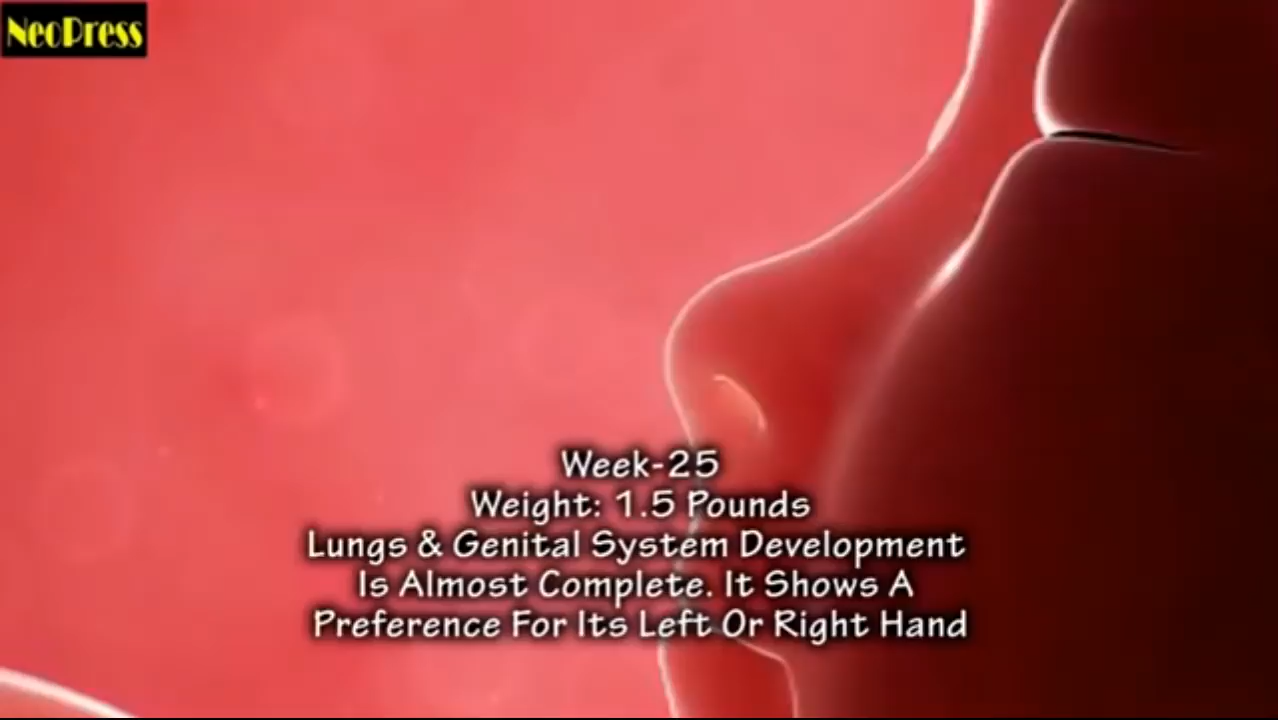 NeoPress
Week-25
Weight: 1.5 Pounds
Lungs & Genital System Development
Is Almost Complete. It Shows A
Preference For Its Left Or Right Hand